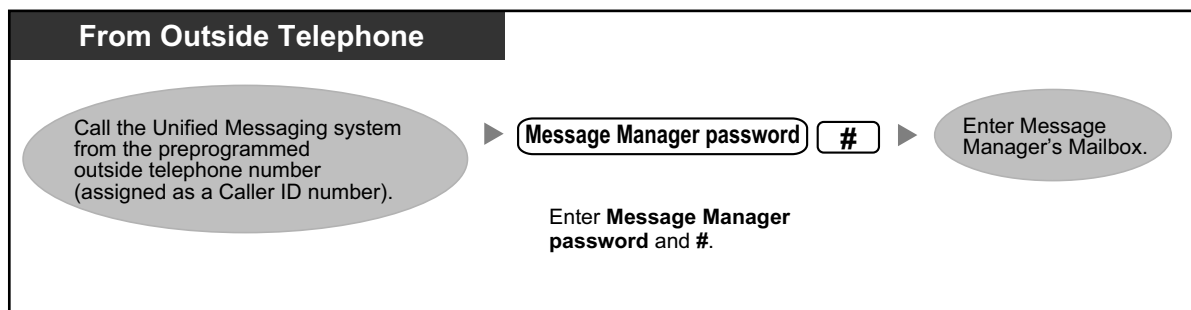 From Outside Telephone
Call the Unified Messaging system
from the preprogrammed
outside telephone number
(assigned as a Caller ID number).
Message Manager password #
Enter Message Manager
password and #.
Enter Message
Manager's Mailbox.